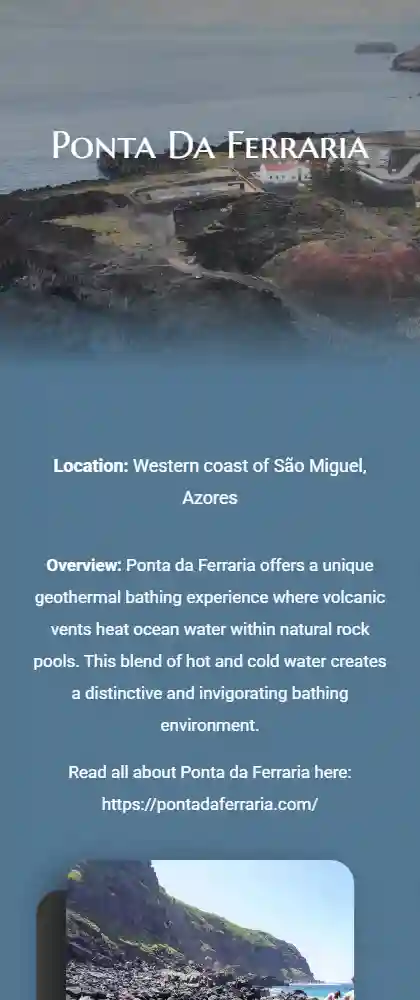 Ponta Da Ferraria
Location: Western coast of São Miguel,
Azores
Overview: Ponta da Ferraria offers a unique
geothermal bathing experience where volcanic
vents heat ocean water within natural rock
pools. This blend of hot and cold water creates
a distinctive and invigorating bathing
environment.
Read all about Ponta da Ferraria here:
https://pontadaferraria.com/